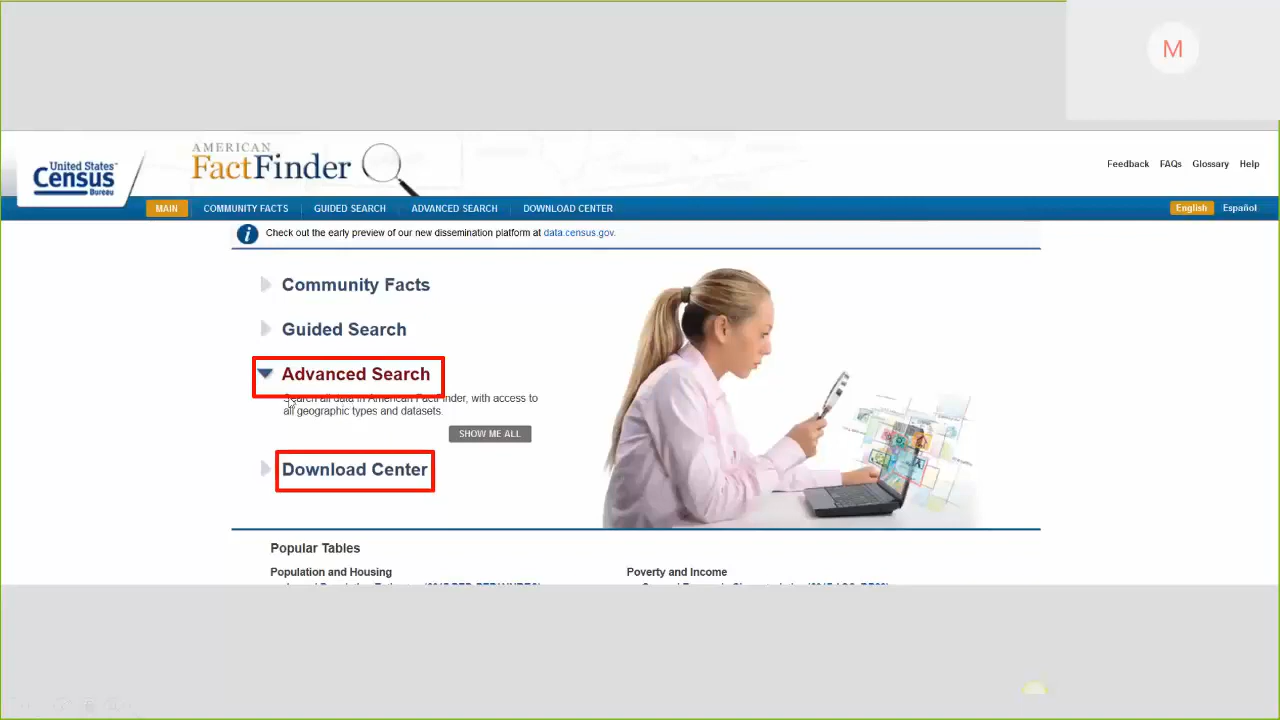 M
AMERICAN
FactFinder
United States
Census
Bureau
Feedback FAQs Glossary Help
MAIN COMMUNITY FACTS GUIDED SEARCH ADVANCED SEARCH DOWNLOAD CENTER English Español
Check out the early preview of our new dissemination platform at data.census.gov.
Community Facts
Guided Search
Advanced Search
Search all data in American FactFinder, with access to
all geographic types and datasets.
SHOW ME ALL
Download Center
Popular Tables
Population and Housing Poverty and Income